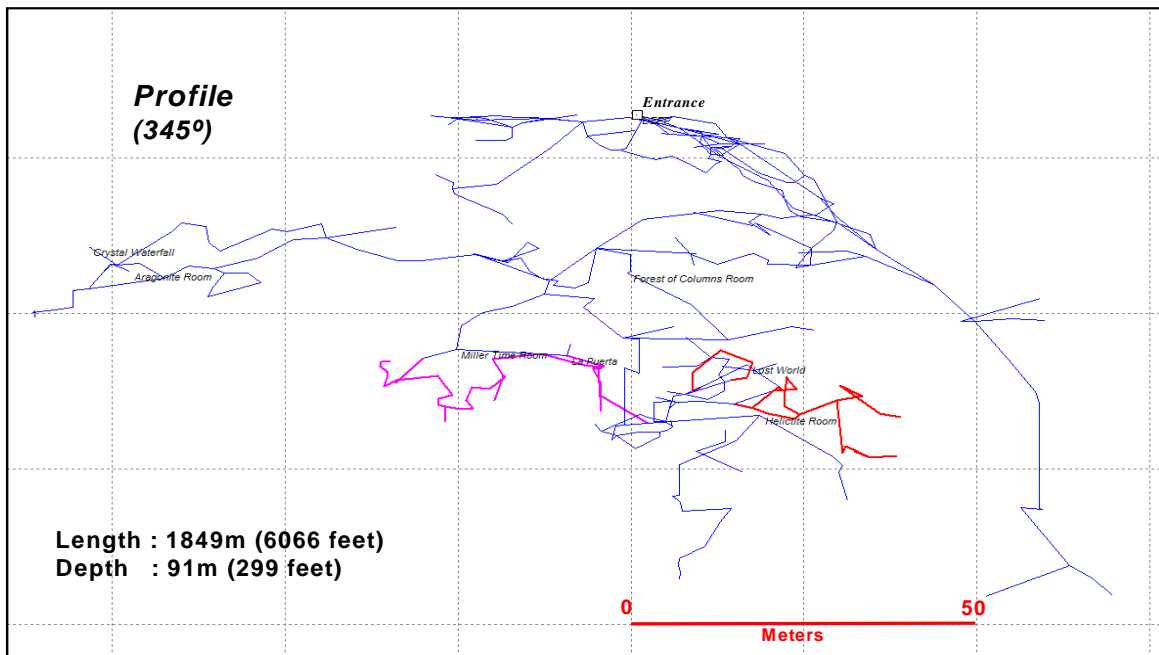 Profile
(345º)
Entrance
Crystal Waterfall
Aragonite Room
Forest of Columns Room
Miller Time Room
La Puerta
Lost World
Helictite Room
Length : 1849m (6066 feet)
Depth : 91m (299 feet)
0
50
Meters